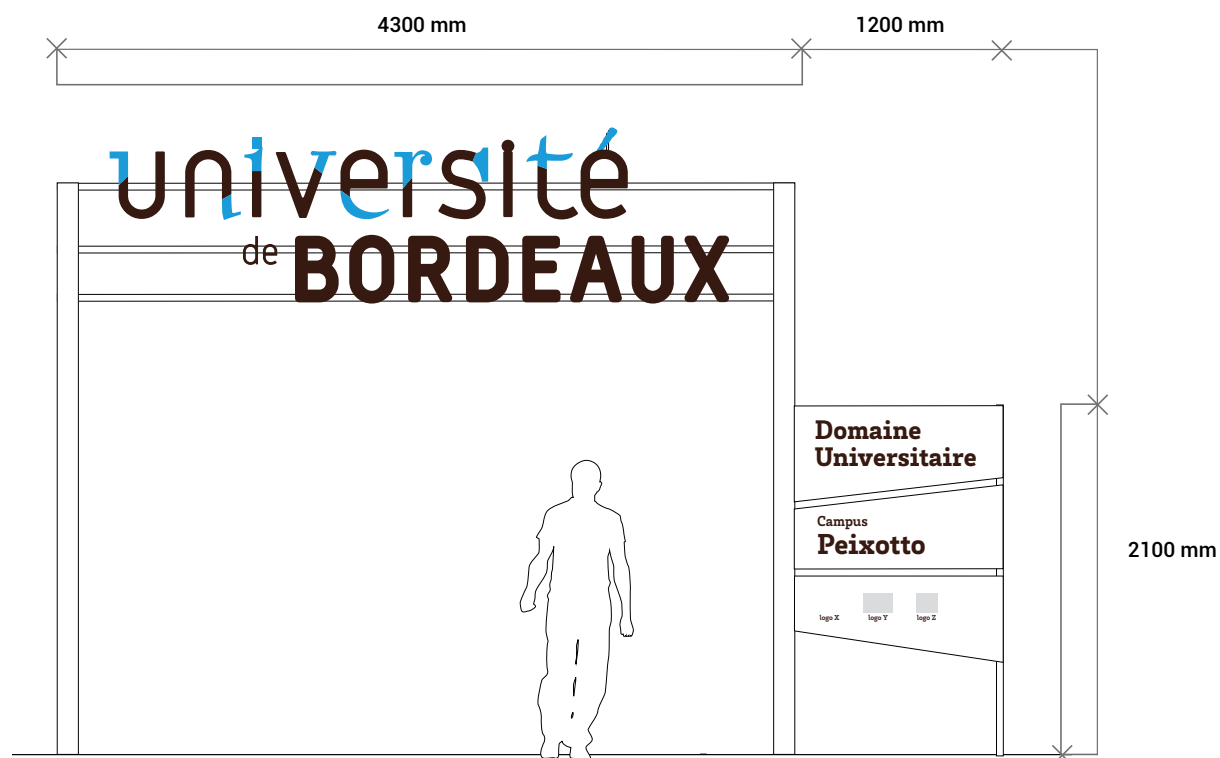 4300 mm
1200 mm
université
de BORDEAUX
Domaine
Universitaire
Campus
Peixotto
2100 mm
logo X
logo Y
logo Z